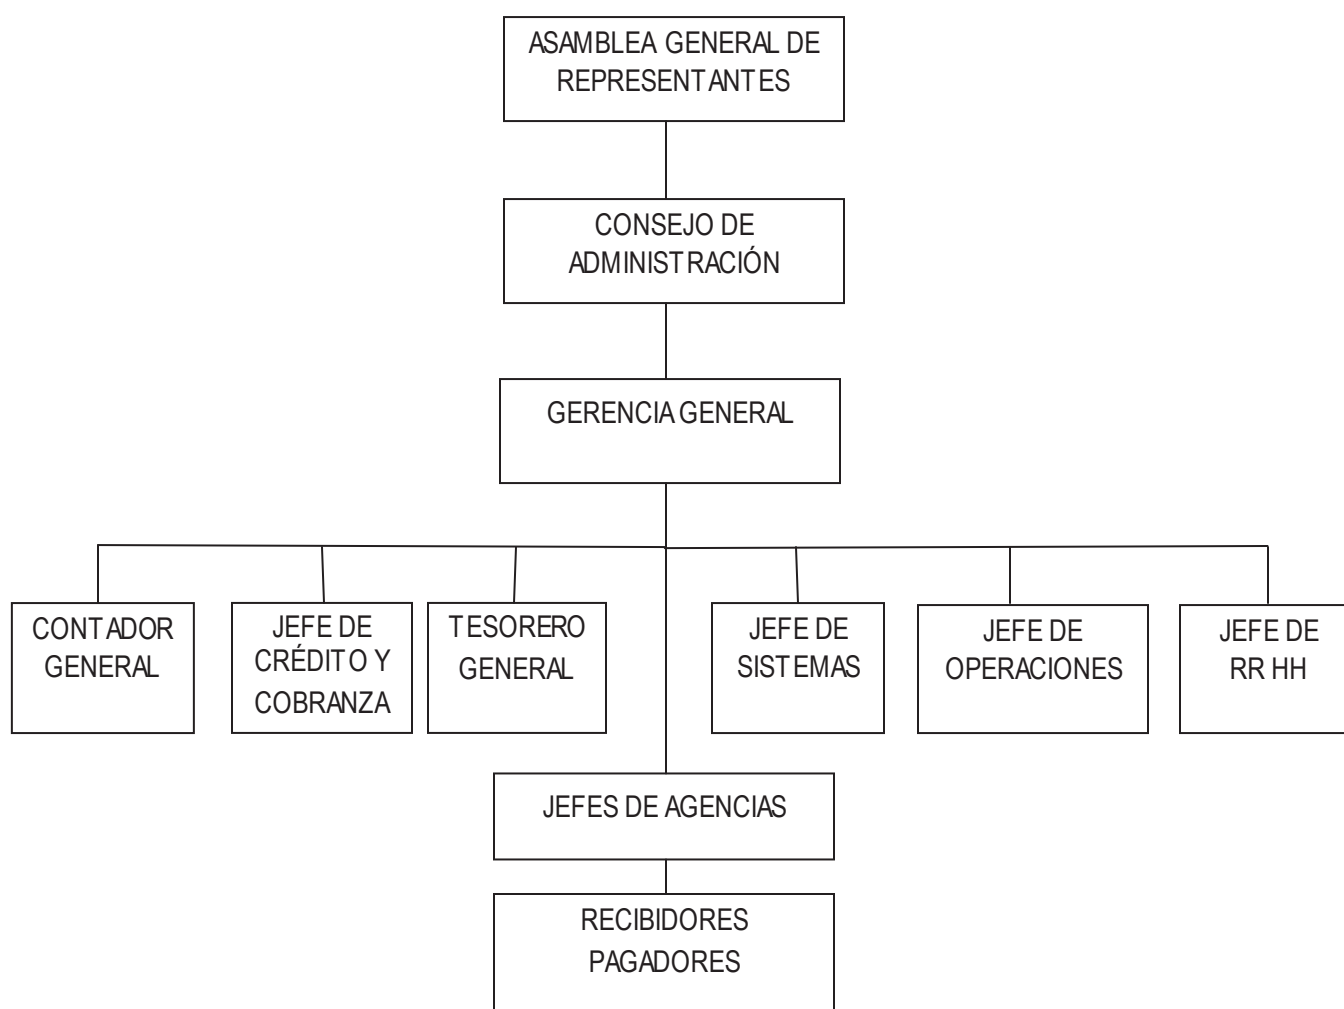 ASAMBLEA GENERAL DE
REPRESENTANTES
CONSEJO DE
ADMINISTRACIÓN
GERENCIA GENERAL
CONTADOR
GENERAL
JEFE DE
CRÉDITO Y
COBRANZA
TESORERO
GENERAL
JEFE DE
SISTEMAS
JEFE DE
OPERACIONES
JEFE DE
RR HH
JEFES DE AGENCIAS
RECIBIDORES
PAGADORES